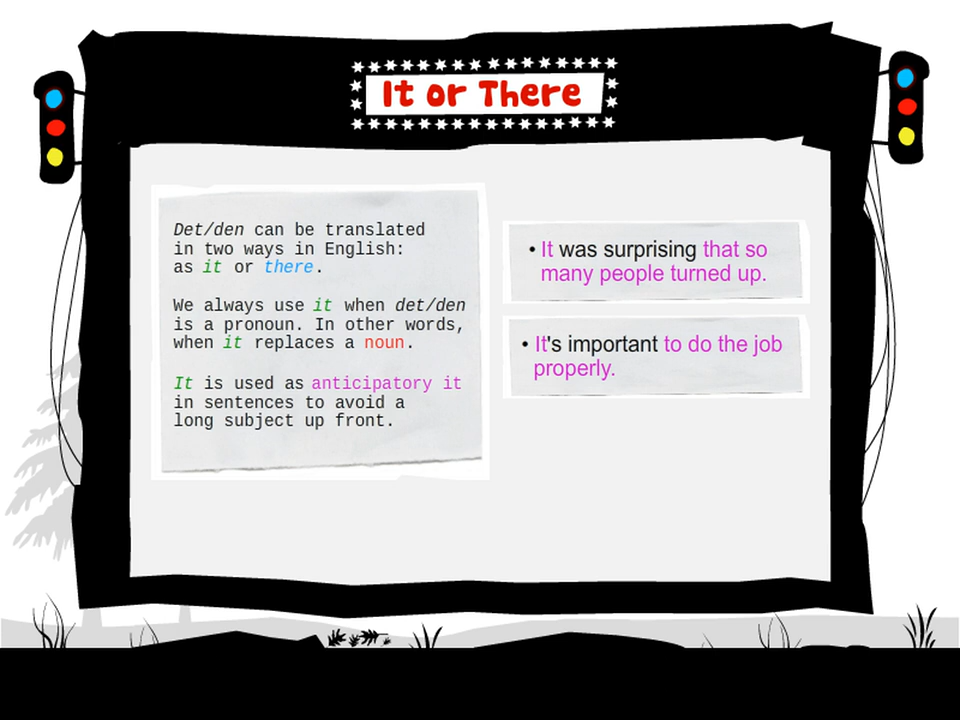 It or There
Det/den can be translated
in two ways in English:
as it or there.
We always use it when det/den
is a pronoun. In other words,
when it replaces a noun.
It is used as anticipatory it
in sentences to avoid a
long subject up front.
• It was surprising that so
many people turned up.
• It's important to do the job
properly.